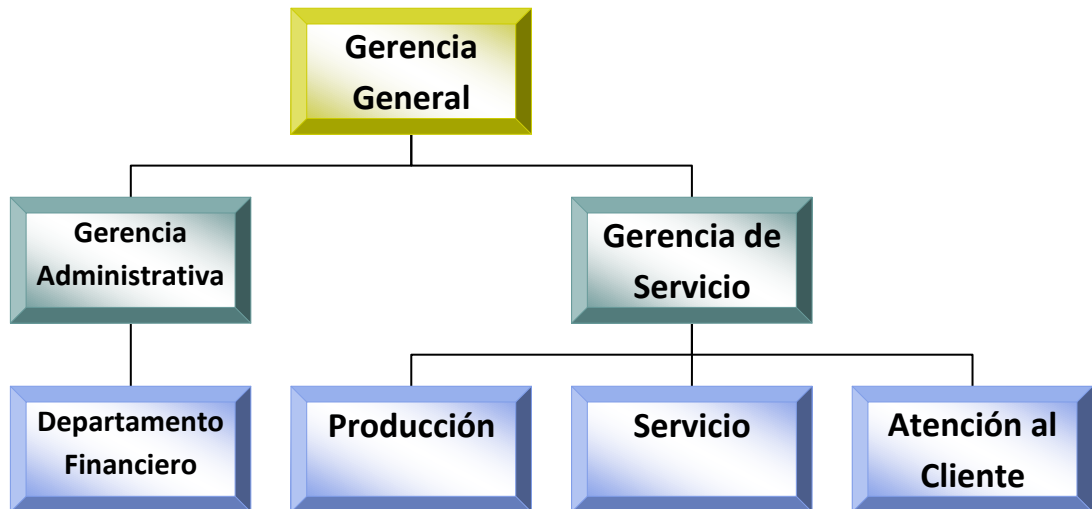 Gerencia
General
Gerencia
Administrativa
Gerencia de
Servicio
Departamento
Financiero
Producción
Servicio
Atención al
Cliente